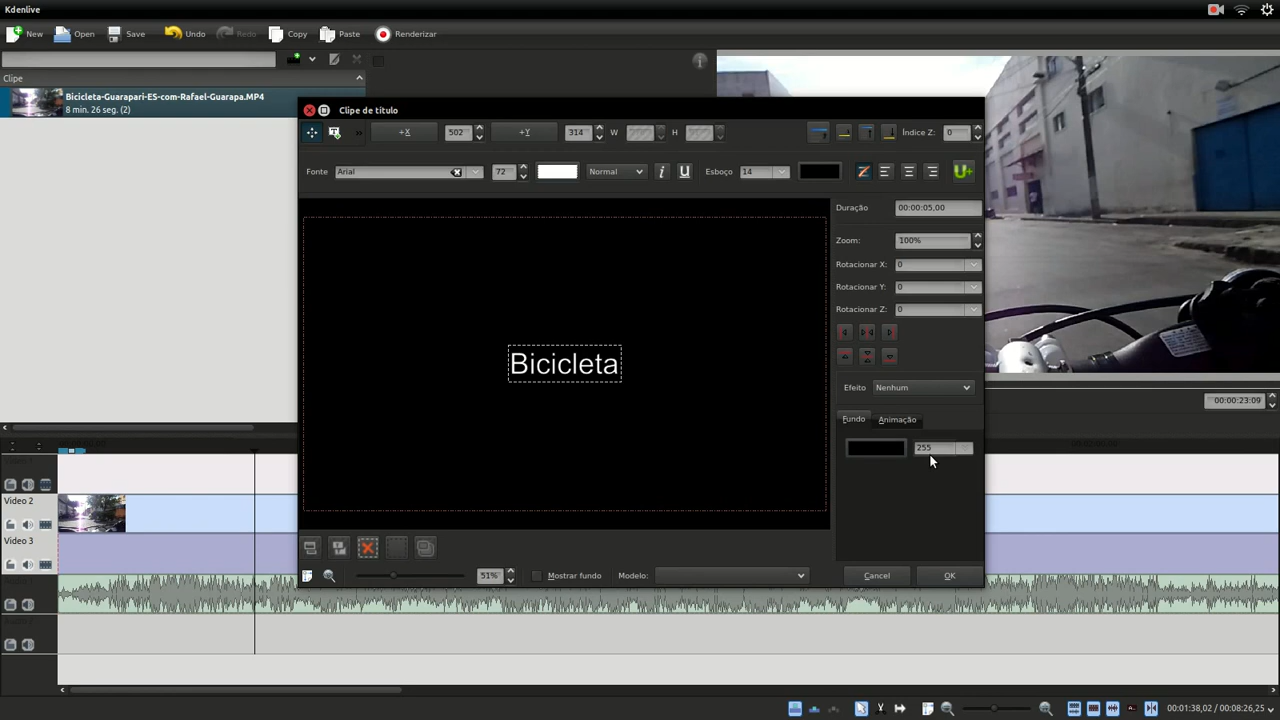 Kdenlive
New Open Save Undo Redo Copy Paste Renderizar
Clipe
Bicicleta-Guarapari-ES-com-Rafael-Guarapa.MP4
8 min. 26 seg. (2)
Clipe de título
+X 502 +Y 314 W H Índice Z: 0
Fonte Arial 72 Normal i U Esboço 14
Duração 00:00:05,00
Zoom: 100%
Rotacionar X: 0
Rotacionar Y: 0
Rotacionar Z: 0
Bicicleta
Efeito Nenhum
00:00:23:09
Fundo Animação
255
Video 2
Video 3
51% Mostrar fundo Modelo: Cancel OK
00:01:38,02 / 00:08:26,25